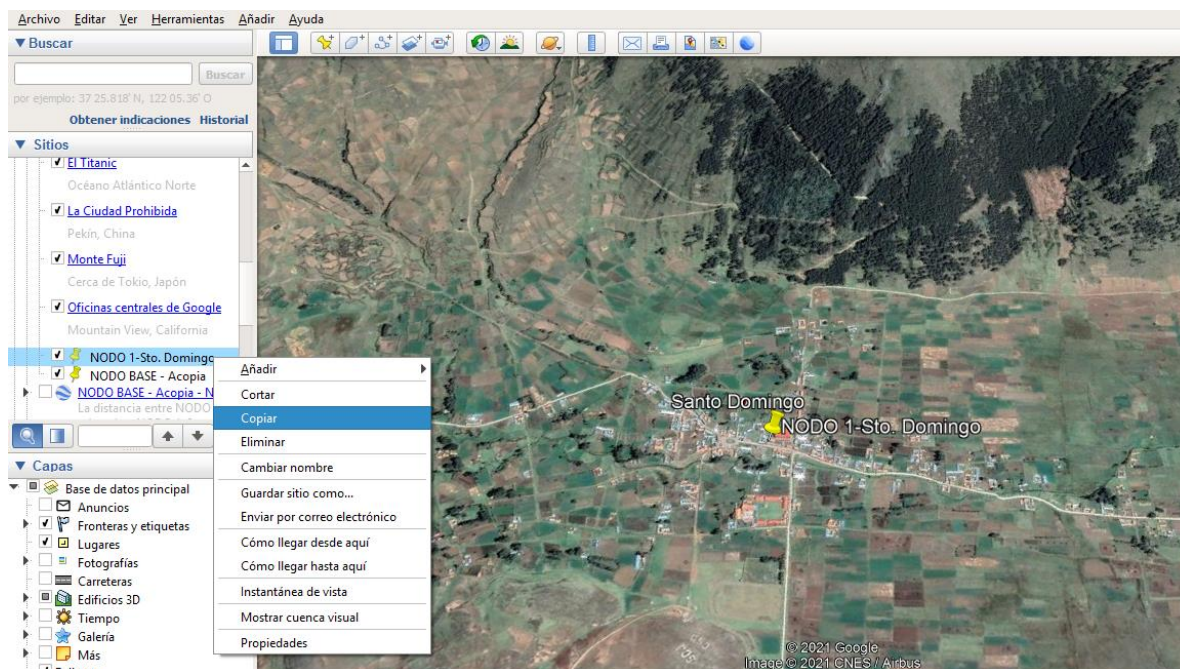 Archivo Editar Ver Herramientas Añadir Ayuda
Buscar
Buscar
por ejemplo: 37 25.818' N, 122 05.36' O
Obtener indicaciones Historial
Sitios
El Titanic
Océano Atlántico Norte
La Ciudad Prohibida
Pekín, China
Monte Fuji
Cerca de Tokio, Japón
Oficinas centrales de Google
Mountain View, California
NODO 1-Sto. Domingo
NODO BASE - Acopia
NODO BASE - Acopia - N
La distancia entre NODO
Capas
Base de datos principal
Anuncios
Fronteras y etiquetas
Lugares
Fotografías
Carreteras
Edificios 3D
Tiempo
Galería
Más
Añadir
Cortar
Copiar
Eliminar
Cambiar nombre
Guardar sitio como...
Enviar por correo electrónico
Cómo llegar desde aquí
Cómo llegar hasta aquí
Instantánea de vista
Mostrar cuenca visual
Propiedades
Santo Domingo
NODO 1-Sto. Domingo
© 2021 Google
Image © 2021 CNES / Airbus